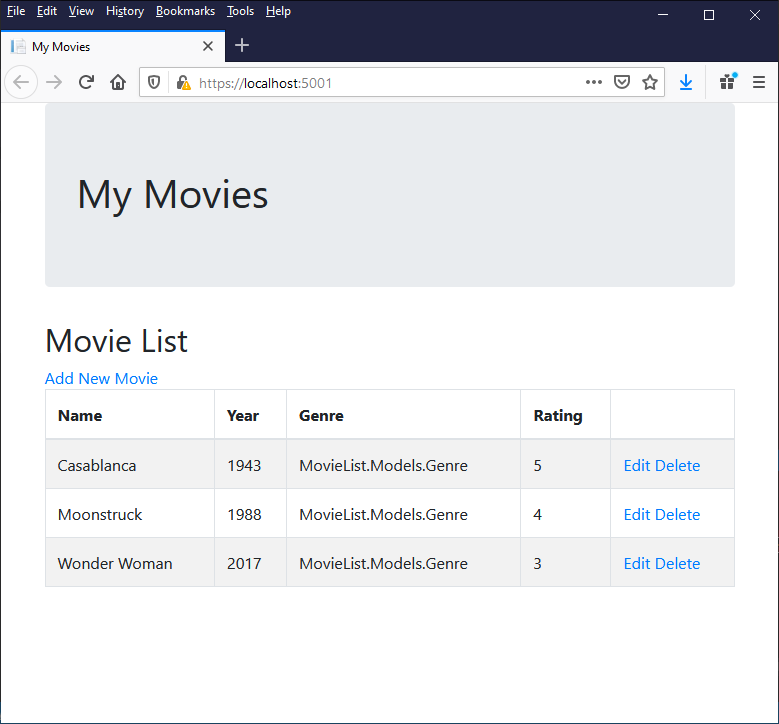 File Edit View History Bookmarks Tools Help
My Movies
https://localhost:5001
My Movies
Movie List
Add New Movie
Name Year Genre Rating
Casablanca 1943 MovieList.Models.Genre 5 Edit Delete
Moonstruck 1988 MovieList.Models.Genre 4 Edit Delete
Wonder Woman 2017 MovieList.Models.Genre 3 Edit Delete